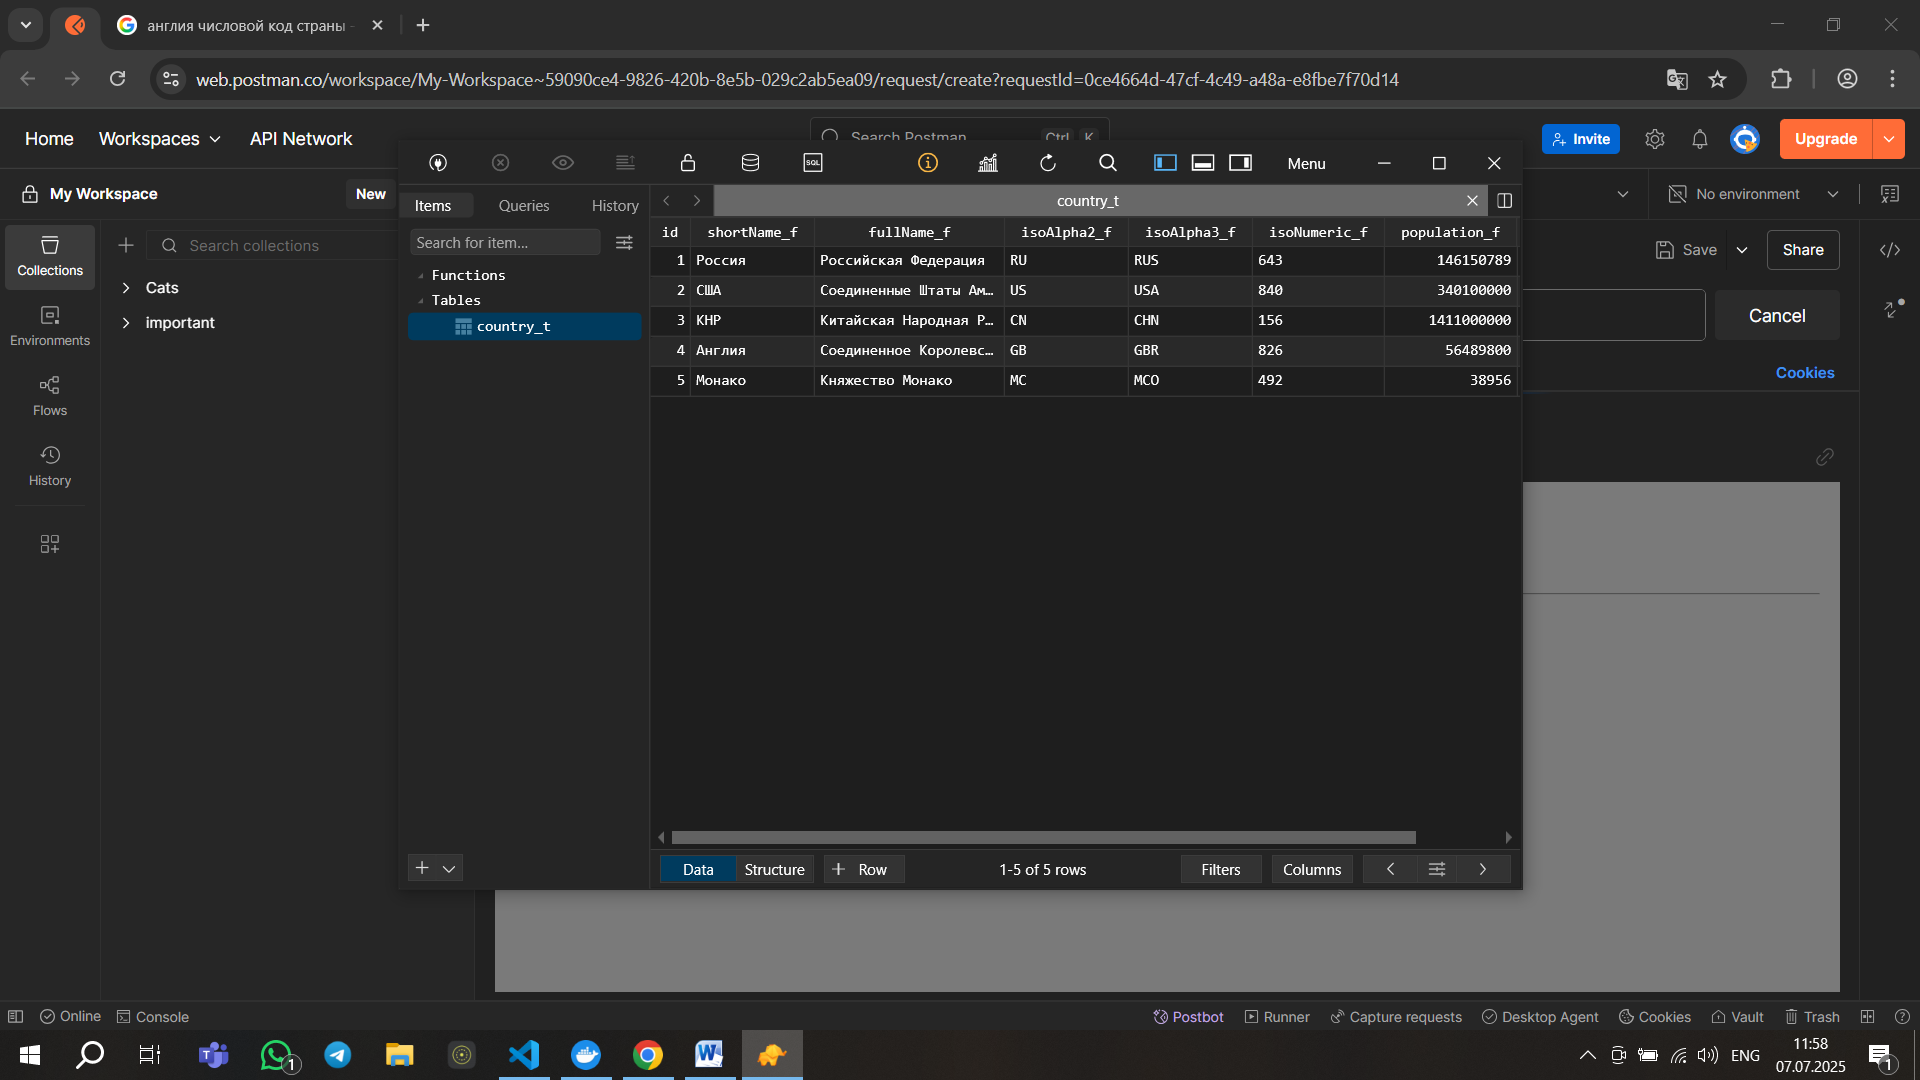 англия числовой код страны -
web.postman.co/workspace/My-Workspace~59090ce4-9826-420b-8e5b-029c2ab5ea09/request/create?requestId=0ce4664d-47cf-4c49-a48a-e8fbe7f70d14
Home Workspaces API Network Search Postman Ctrl K Invite Upgrade
SQL Menu
My Workspace New No environment
Items Queries History country_t
Search collections Search for item... Save Share
id shortName_f fullName_f isoAlpha2_f isoAlpha3_f isoNumeric_f population_f
1 Россия Российская Федерация RU RUS 643 146150789
2 США Соединенные Штаты Ам… US USA 840 340100000
3 КНР Китайская Народная Р… CN CHN 156 1411000000
4 Англия Соединенное Королевс… GB GBR 826 56489800
5 Монако Княжество Монако MC MCO 492 38956
Functions
Tables
country_t
Collections
Environments
Flows
History
Cats
important
Cancel
Cookies
Data Structure Row 1-5 of 5 rows Filters Columns
Online Console Postbot Runner Capture requests Desktop Agent Cookies Vault Trash
1 ENG 11:58
07.07.2025 1